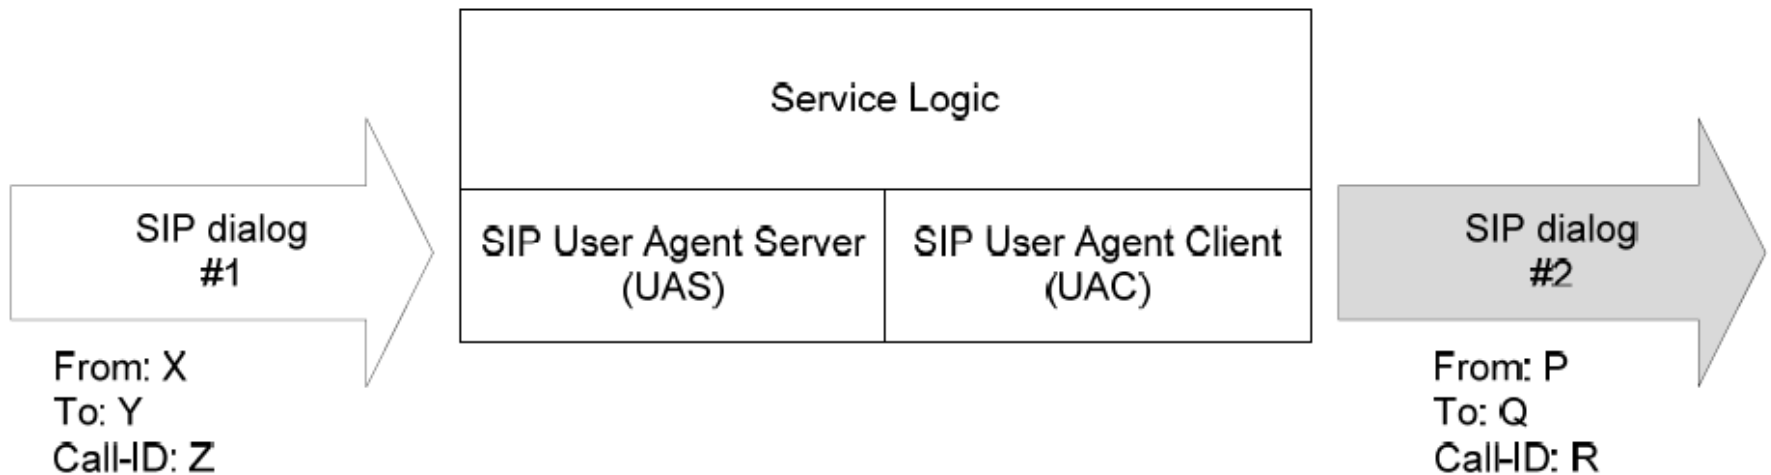 Service Logic
SIP dialog
#1
SIP User Agent Server
(UAS)
SIP User Agent Client
(UAC)
SIP dialog
#2
From: X
To: Y
Call-ID: Z
From: P
To: Q
Call-ID: R